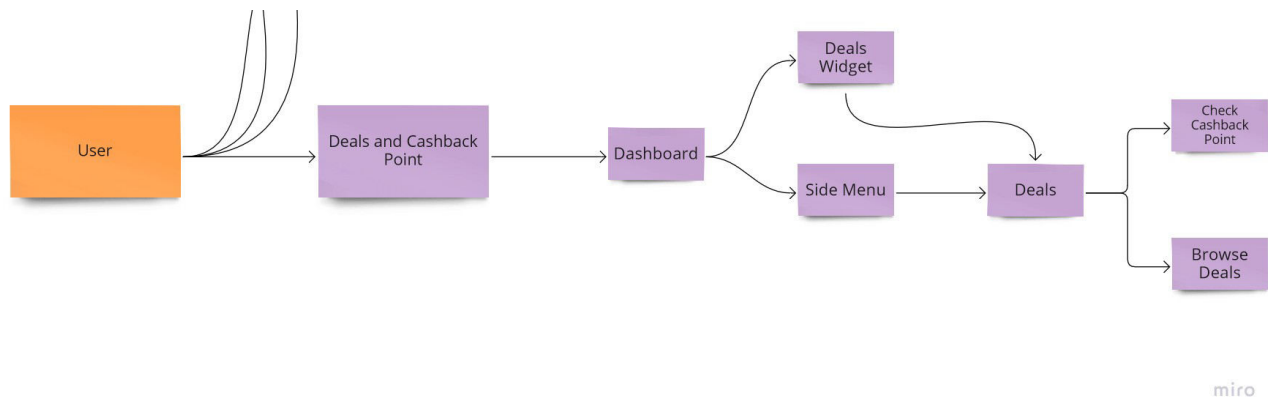 User
Deals and Cashback
Point
Dashboard
Deals
Widget
Side Menu
Deals
Check
Cashback
Point
Browse
Deals
miro